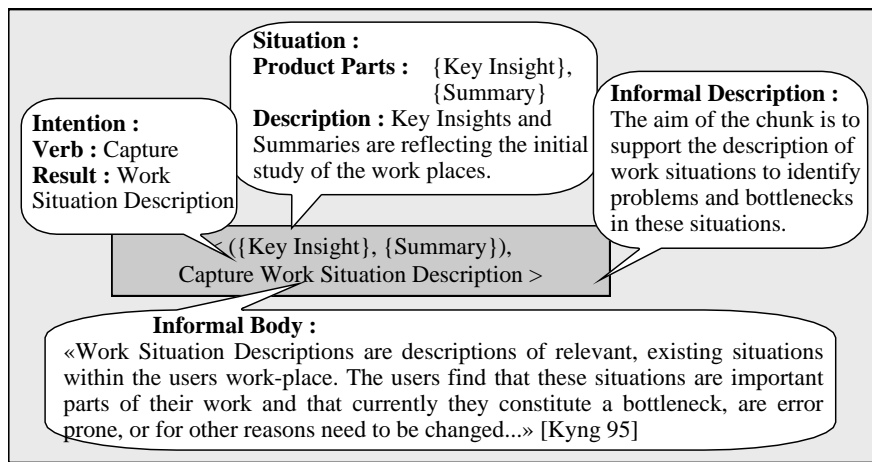 Situation :
Product Parts : {Key Insight},
{Summary}
Description : Key Insights and
Summaries are reflecting the initial
study of the work places.
Intention :
Verb : Capture
Result : Work
Situation Description
Informal Description :
The aim of the chunk is to
support the description of
work situations to identify
problems and bottlenecks
in these situations.
< ({Key Insight}, {Summary}),
Capture Work Situation Description >
Informal Body :
«Work Situation Descriptions are descriptions of relevant, existing situations
within the users work-place. The users find that these situations are important
parts of their work and that currently they constitute a bottleneck, are error
prone, or for other reasons need to be changed...» [Kyng 95]